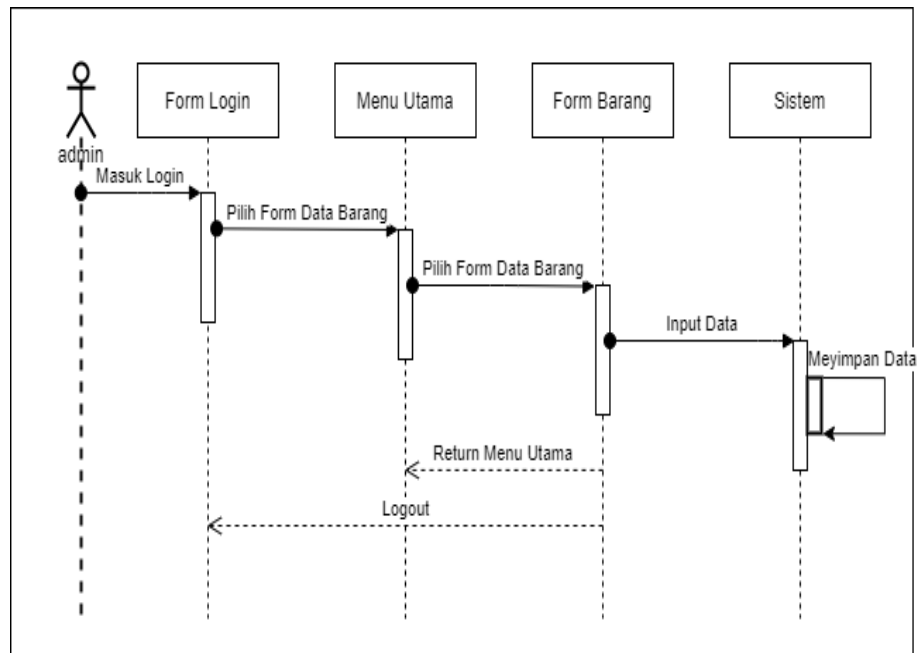 Form Login
Menu Utama
Form Barang
Sistem
admin
Masuk Login
Pilih Form Data Barang
Pilih Form Data Barang
Input Data
Meyimpan Data
Return Menu Utama
Logout